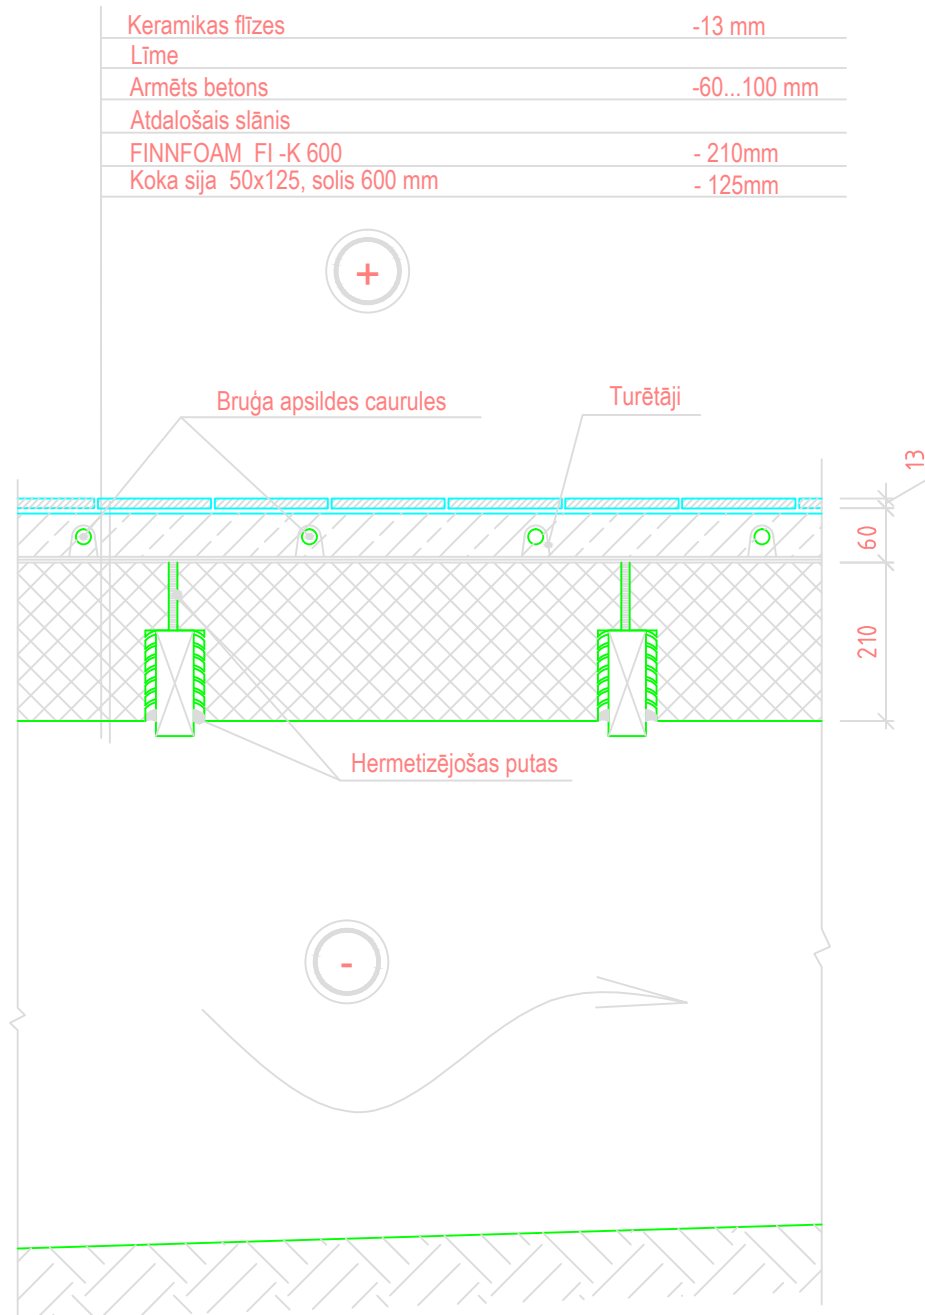 Keramikas flīzes -13 mm
Līme
Armēts betons -60...100 mm
Atdalošais slānis
FINNFOAM FI -K 600 - 210mm
Koka sija 50x125, solis 600 mm - 125mm
+
Bruģa apsildes caurules
Turētāji
13
60
210
Hermetizējošas putas
-